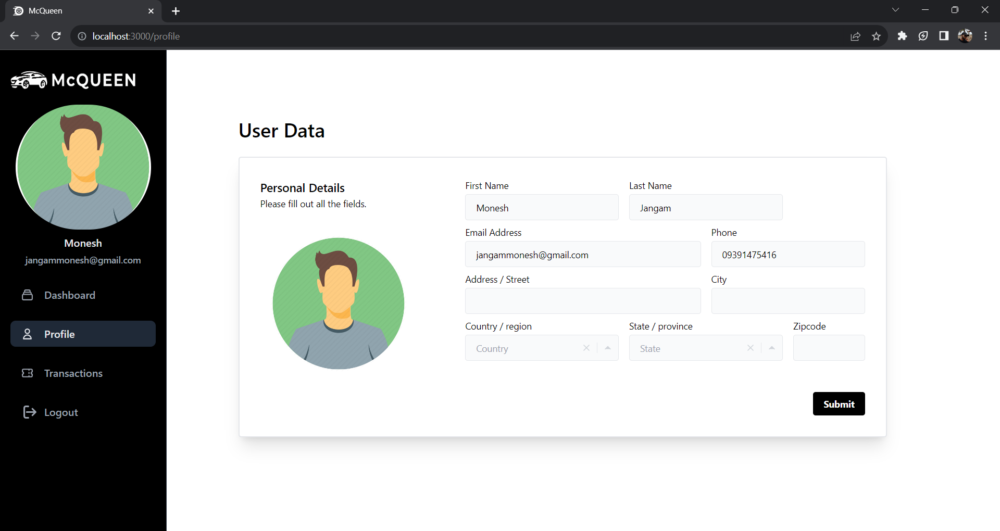 McQueen
localhost:3000/profile
McQUEEN
Monesh
jangammonesh@gmail.com
Dashboard
Profile
Transactions
Logout
User Data
Personal Details
Please fill out all the fields.
First Name Last Name
Monesh Jangam
Email Address Phone
jangammonesh@gmail.com 09391475416
Address / Street City
Country / region State / province Zipcode
Country State
Submit